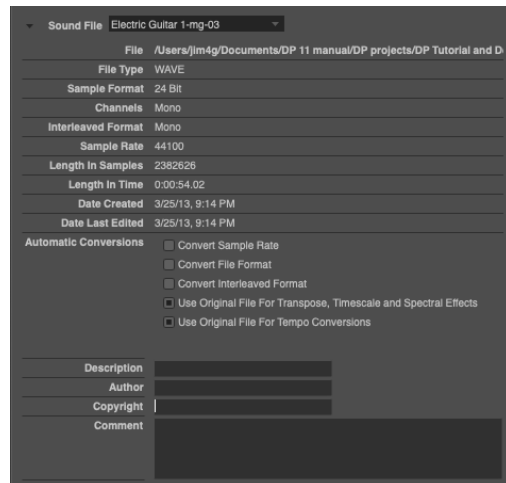 Sound File Electric Guitar 1-mg-03
File /Users/jim4g/Documents/DP 11 manual/DP projects/DP Tutorial and D
File Type WAVE
Sample Format 24 Bit
Channels Mono
Interleaved Format Mono
Sample Rate 44100
Length In Samples 2382626
Length In Time 0:00:54.02
Date Created 3/25/13, 9:14 PM
Date Last Edited 3/25/13, 9:14 PM
Automatic Conversions Convert Sample Rate
Convert File Format
Convert Interleaved Format
Use Original File For Transpose, Timescale and Spectral Effects
Use Original File For Tempo Conversions
Description
Author
Copyright
Comment